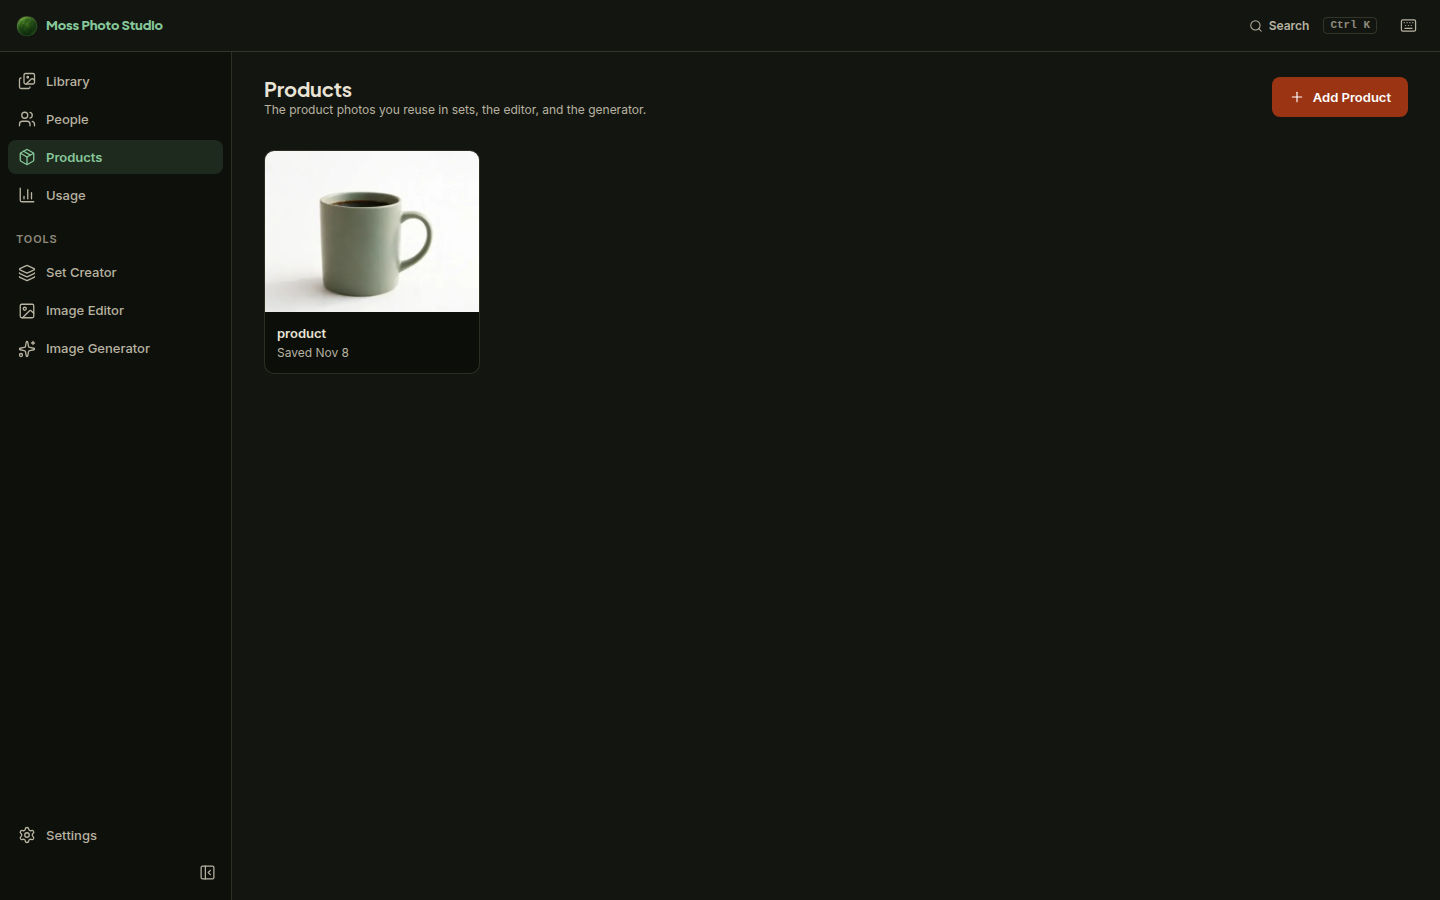 Moss Photo Studio
Search Ctrl K
Library
People
Products
Usage
TOOLS
Set Creator
Image Editor
Image Generator
Settings
Products
The product photos you reuse in sets, the editor, and the generator.
Add Product
product
Saved Nov 8